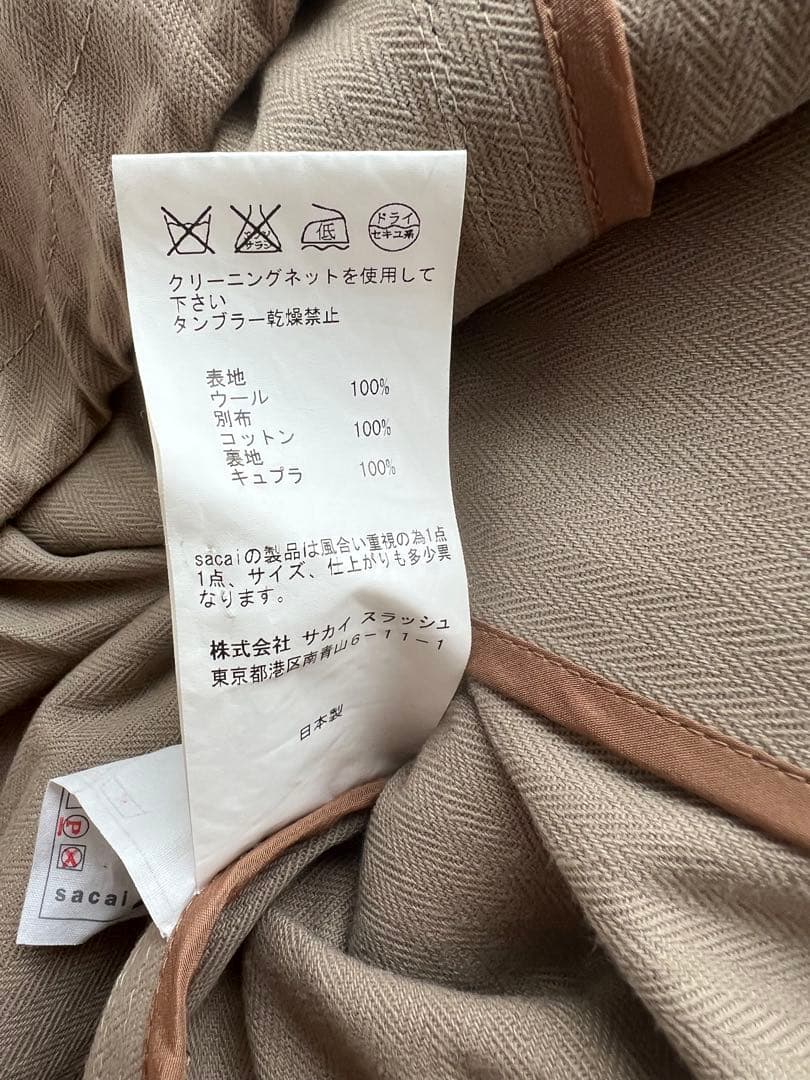 エンソ
サラシ
低
ドライ
セキユ系
クリーニングネットを使用して
下さい
タンブラー乾燥禁止
表地
ウール 100%
別布
コットン 100%
裏地
キュプラ 100%
sacaiの製品は風合い重視の為1点
1点、サイズ、仕上がりも多少異
なります。
株式会社 サカイ スラッシュ
東京都港区南青山6-11-1
日本製
P
sacai